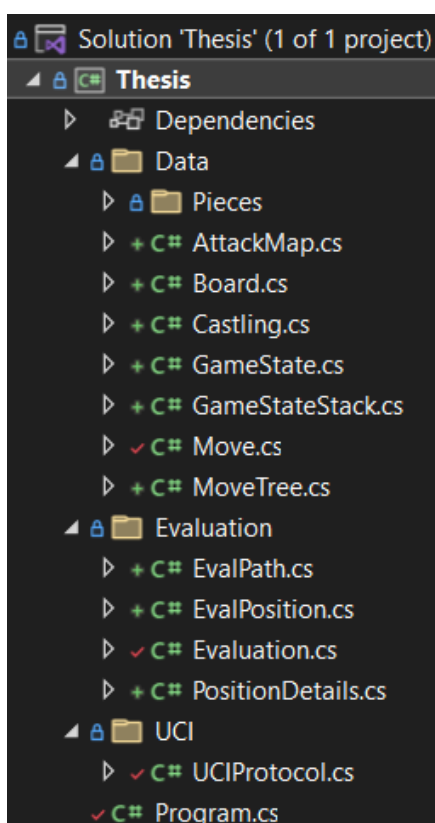 Solution 'Thesis' (1 of 1 project)
C# Thesis
Dependencies
Data
Pieces
+ C# AttackMap.cs
+ C# Board.cs
+ C# Castling.cs
+ C# GameState.cs
+ C# GameStateStack.cs
C# Move.cs
+ C# MoveTree.cs
Evaluation
+ C# EvalPath.cs
+ C# EvalPosition.cs
C# Evaluation.cs
+ C# PositionDetails.cs
UCI
C# UCIProtocol.cs
C# Program.cs